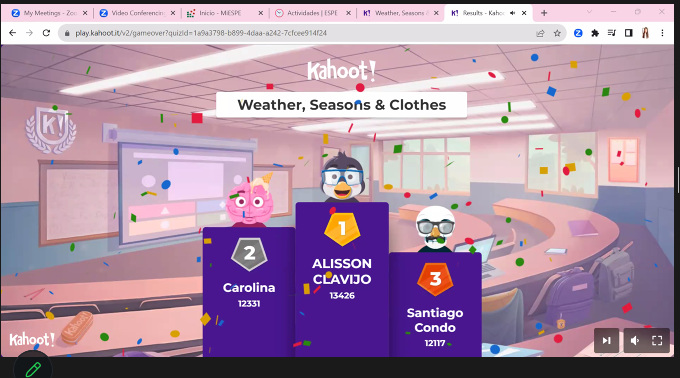 My Meetings - Zoo
Video Conferencing
Inicio - MiESPE
Actividades | ESPE
Weather, Seasons
Results - Kahoo
play.kahoot.it/v2/gameover?quizId=1a9a3798-b899-4daa-a242-7cfcee914f24
Kahoot!
Weather, Seasons & Clothes
K!
1
ALISSON
CLAVIJO
13426
2
Carolina
12331
3
Santiago
Condo
12117
Kahoot!